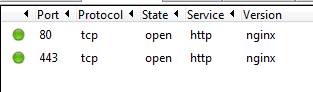 Port Protocol State Service Version
80 tcp open http nginx
443 tcp open http nginx